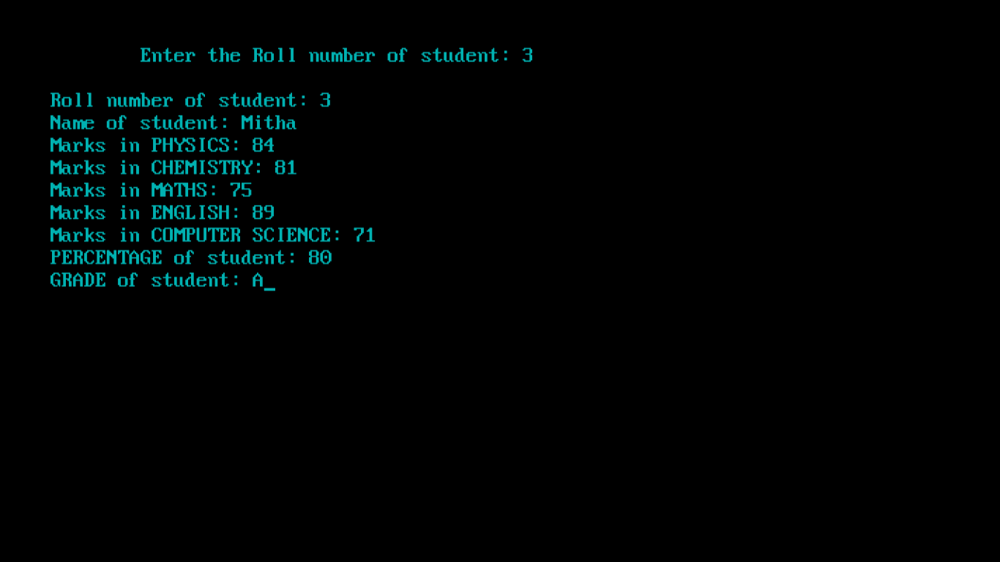 Enter the Roll number of student: 3
Roll number of student: 3
Name of student: Mitha
Marks in PHYSICS: 84
Marks in CHEMISTRY: 81
Marks in MATHS: 75
Marks in ENGLISH: 89
Marks in COMPUTER SCIENCE: 71
PERCENTAGE of student: 80
GRADE of student: A_